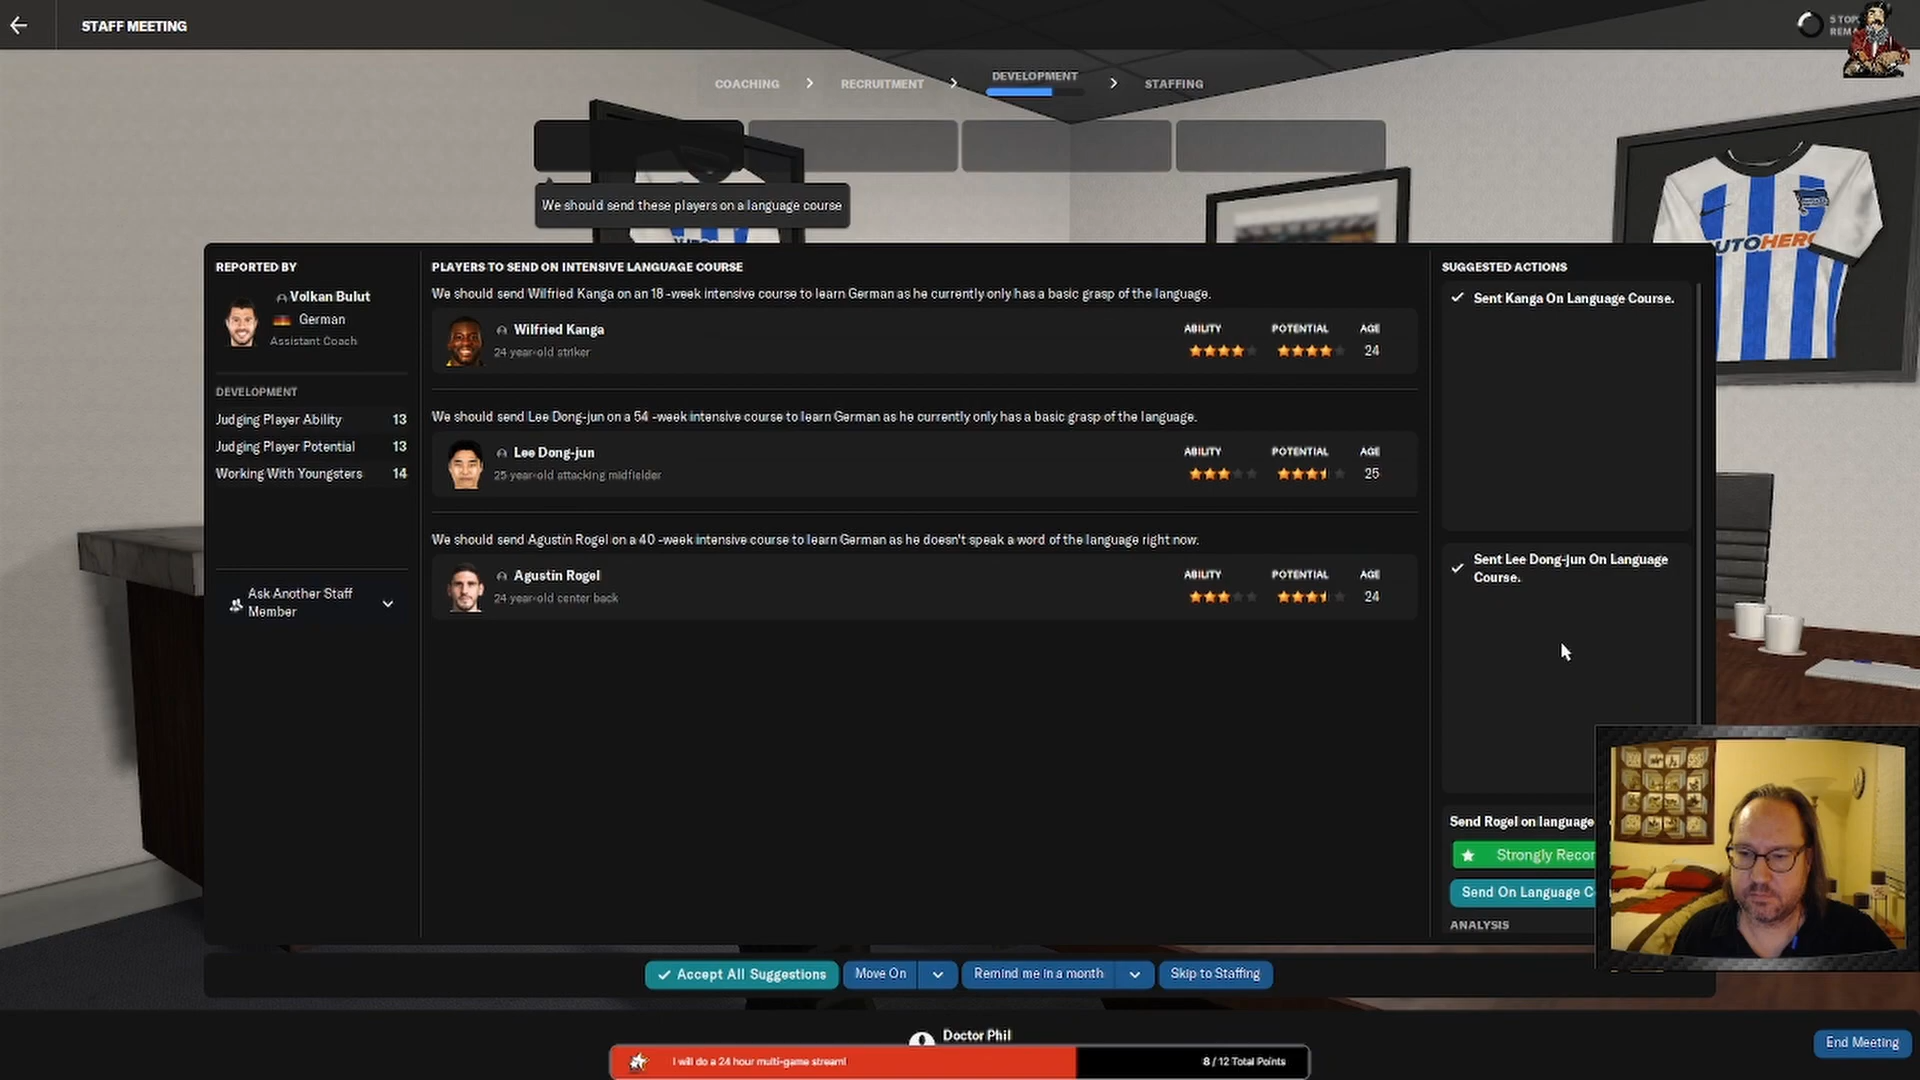 STAFF MEETING
5 TOP
REMA
COACHING
RECRUITMENT
DEVELOPMENT
STAFFING
We should send these players on a language course
AUTOHERO
REPORTED BY
Volkan Bulut
German
Assistant Coach
DEVELOPMENT
Judging Player Ability 13
Judging Player Potential 13
Working With Youngsters 14
Ask Another Staff
Member
PLAYERS TO SEND ON INTENSIVE LANGUAGE COURSE
We should send Wilfried Kanga on an 18 -week intensive course to learn German as he currently only has a basic grasp of the language.
Wilfried Kanga
24 year-old striker
ABILITY POTENTIAL AGE
24
We should send Lee Dong-jun on a 54 -week intensive course to learn German as he currently only has a basic grasp of the language.
Lee Dong-jun
25 year-old attacking midfielder
ABILITY POTENTIAL AGE
25
We should send Agustín Rogel on a 40 -week intensive course to learn German as he doesn't speak a word of the language right now.
Agustín Rogel
24 year-old center back
ABILITY POTENTIAL AGE
24
SUGGESTED ACTIONS
Sent Kanga On Language Course.
Sent Lee Dong-jun On Language
Course.
Send Rogel on language
Strongly Recor
Send On Language C
ANALYSIS
Accept All Suggestions
Move On
Remind me in a month
Skip to Staffing
Doctor Phil
I will do a 24 hour multi-game stream!
8 / 12 Total Points
End Meeting